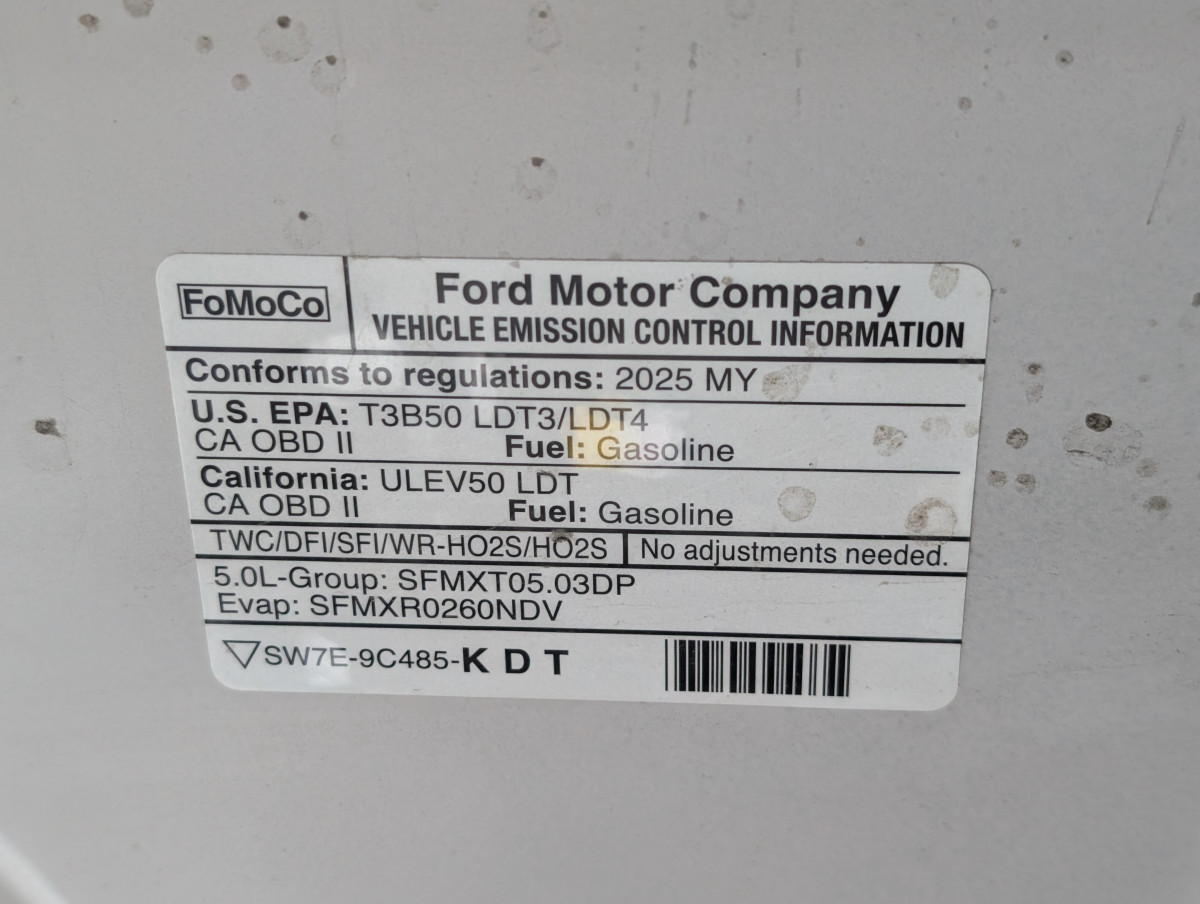 FoMoCo
Ford Motor Company
VEHICLE EMISSION CONTROL INFORMATION
Conforms to regulations: 2025 MY
U.S. EPA: T3B50 LDT3/LDT4
CA OBD II Fuel: Gasoline
California: ULEV50 LDT
CA OBD II Fuel: Gasoline
TWC/DFI/SFI/WR-HO2S/HO2S No adjustments needed.
5.0L-Group: SFMXT05.03DP
Evap: SFMXR0260NDV
SW7E-9C485-K D T